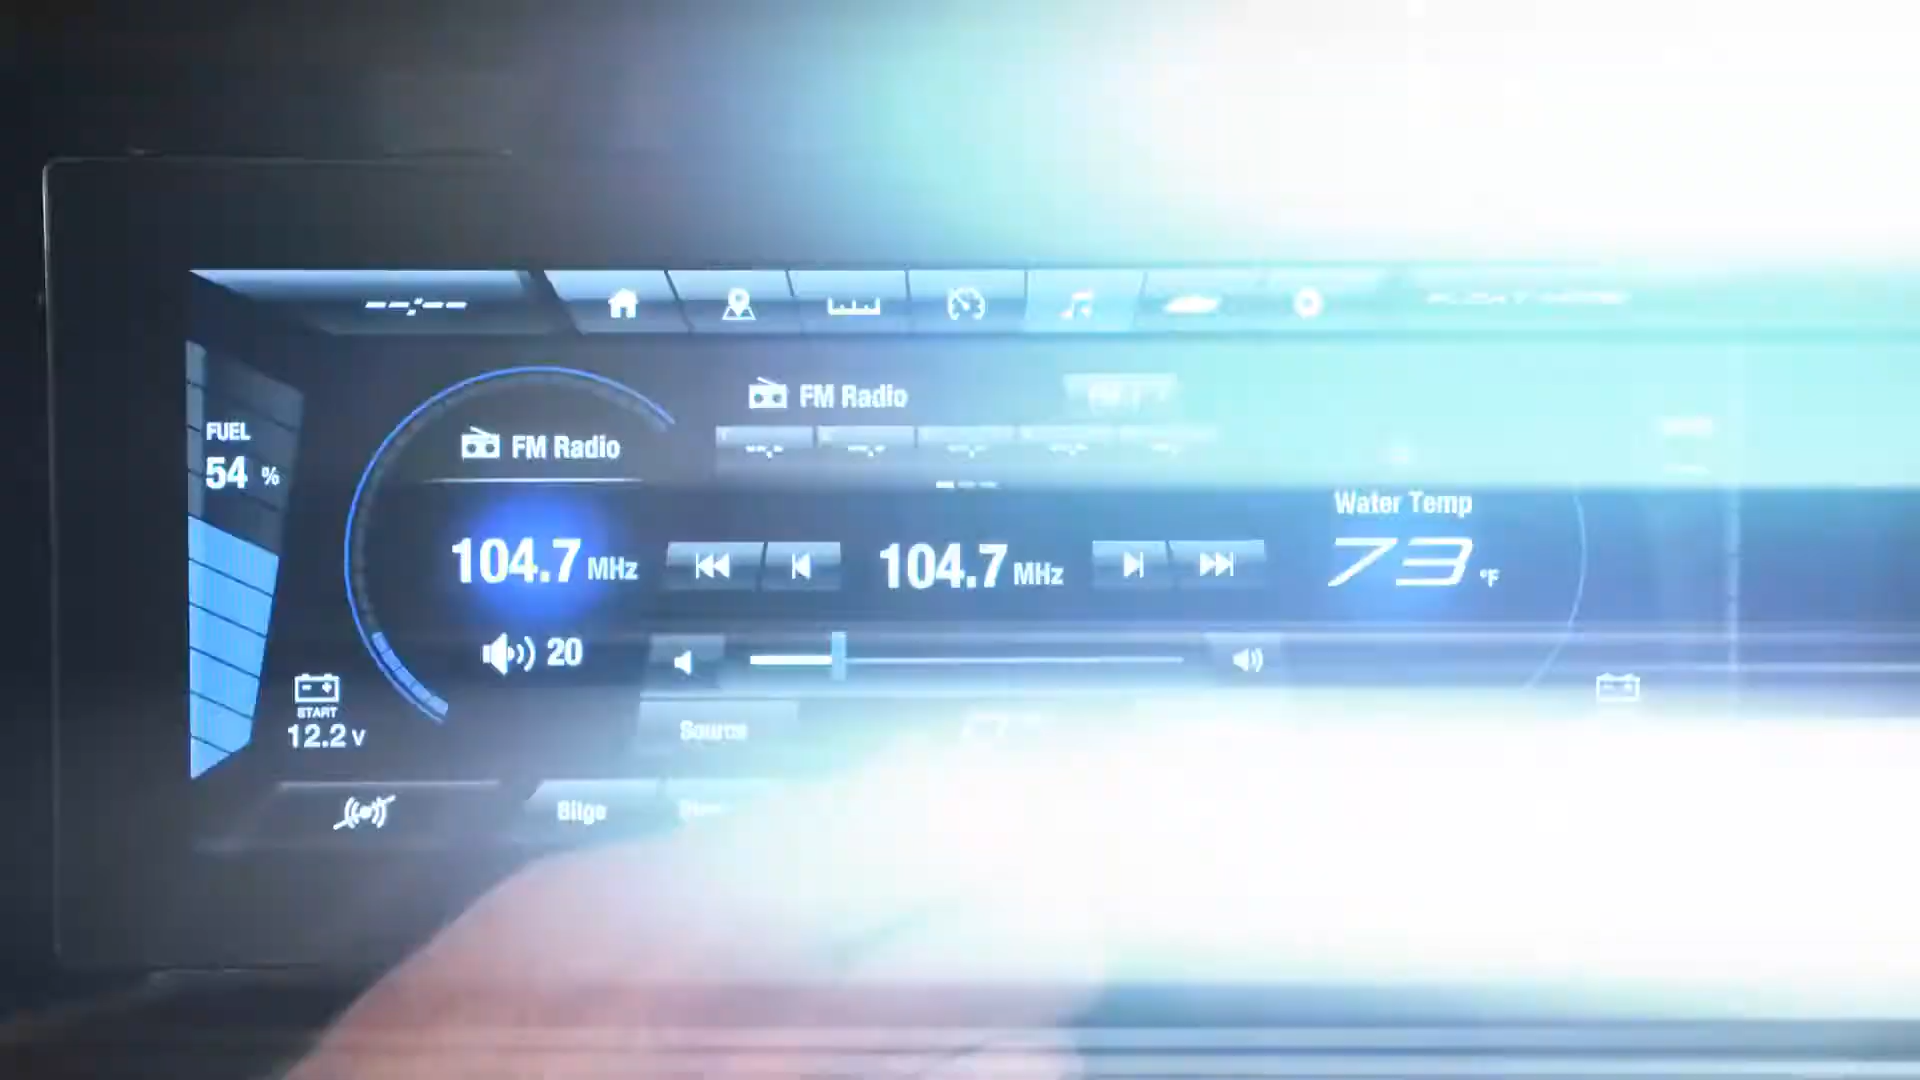 --:--
FM Radio
FUEL
54 %
FM Radio
--.- --.- --.- --.- --.-
Water Temp
104.7 MHz
104.7 MHz
73 °F
20
START
12.2 V
Source
Bilge